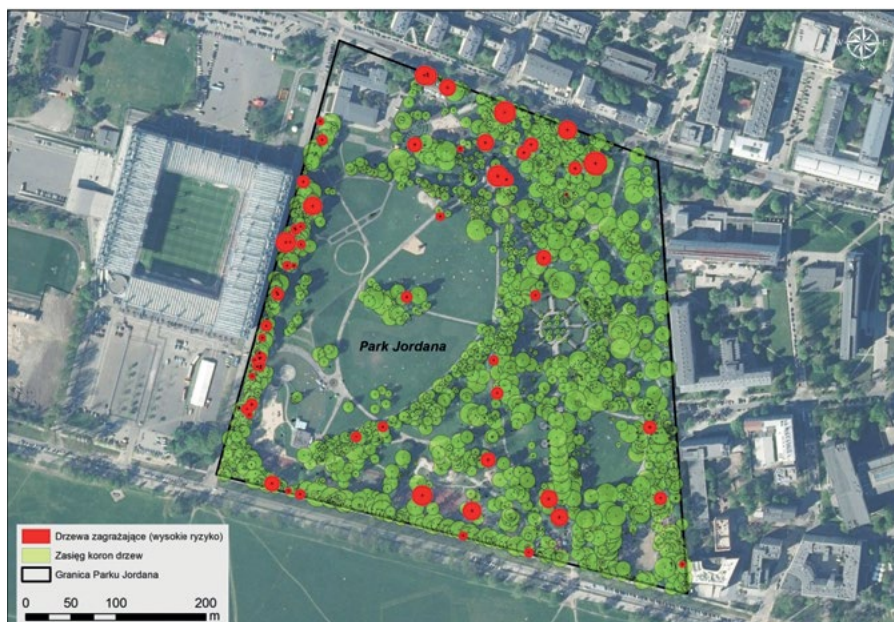 Park Jordana
Drzewa zagrażające (wysokie ryzyko)
Zasięg koron drzew
Granica Parku Jordana
0 50 100 200
m